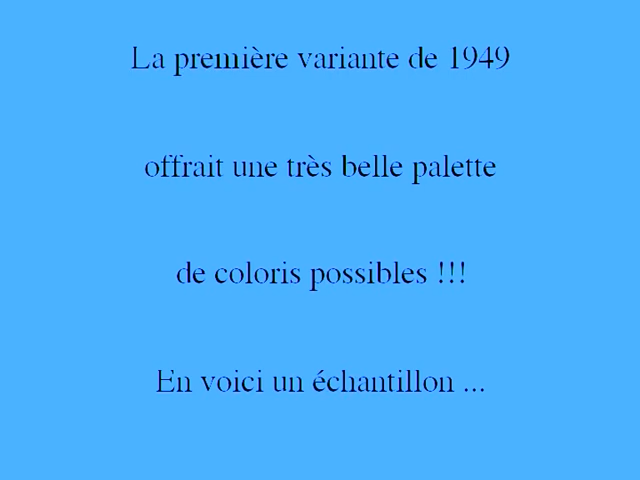 La première variante de 1949
offrait une très belle palette
de coloris possibles !!!
En voici un échantillon ...